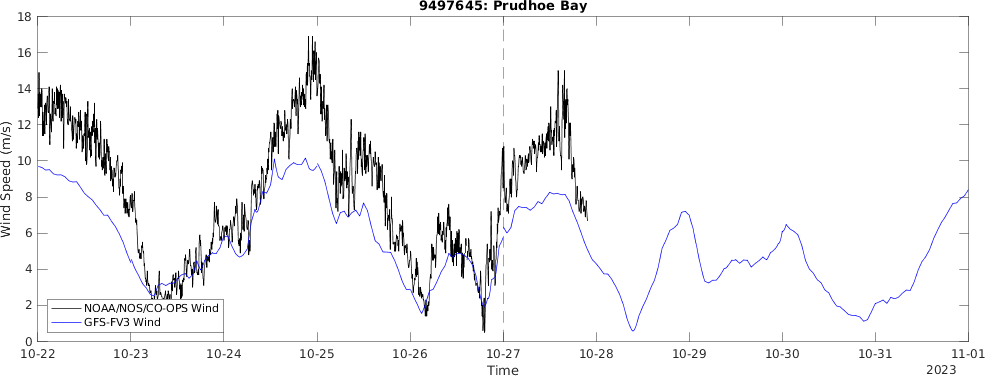 9497645: Prudhoe Bay
Wind Speed (m/s)
18
16
14
12
10
8
6
4
2
0
NOAA/NOS/CO-OPS Wind
GFS-FV3 Wind
10-22 10-23 10-24 10-25 10-26 10-27 10-28 10-29 10-30 10-31 11-01
Time
2023